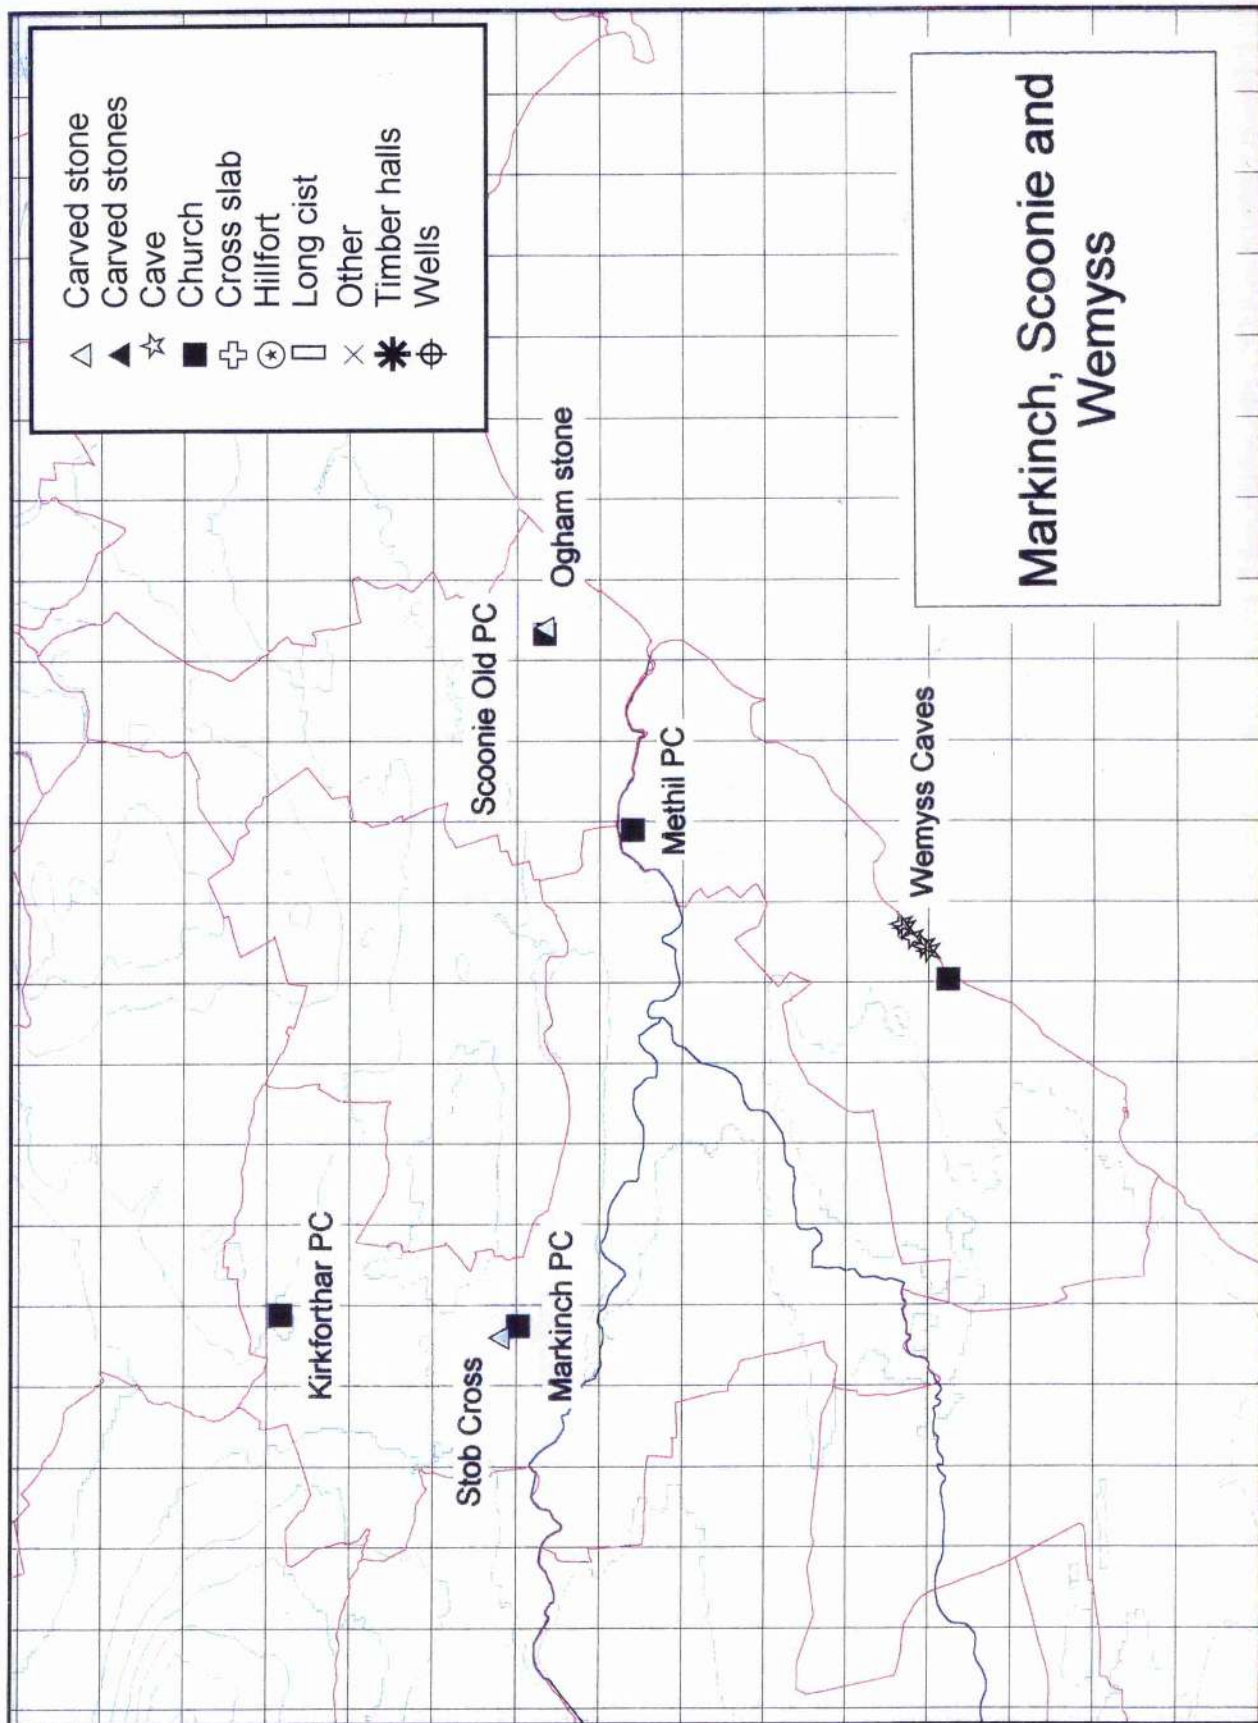 Carved stone
Carved stones
Cave
Church
Cross slab
Hillfort
Long cist
Other
Timber halls
Wells
Kirkforthar PC
Stob Cross
Markinch PC
Scoonie Old PC
Ogham stone
Methil PC
Wemyss Caves
Markinch, Scoonie and
Wemyss